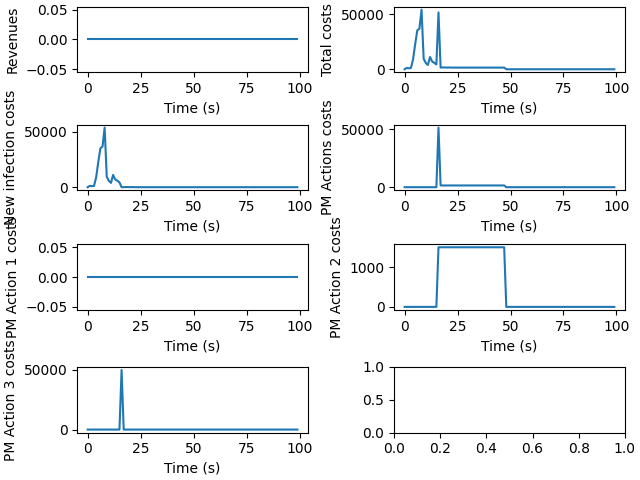 Revenues
0.05
0.00
−0.05
0 25 50 75 100
Time (s)
Total costs
50000
0
0 25 50 75 100
Time (s)
New infection costs
50000
0
0 25 50 75 100
Time (s)
PM Actions costs
50000
0
0 25 50 75 100
Time (s)
PM Action 1 costs
0.05
0.00
−0.05
0 25 50 75 100
Time (s)
PM Action 2 costs
1000
0
0 25 50 75 100
Time (s)
PM Action 3 costs
50000
0
0 25 50 75 100
Time (s)
1.0
0.5
0.0
0.0 0.2 0.4 0.6 0.8 1.0